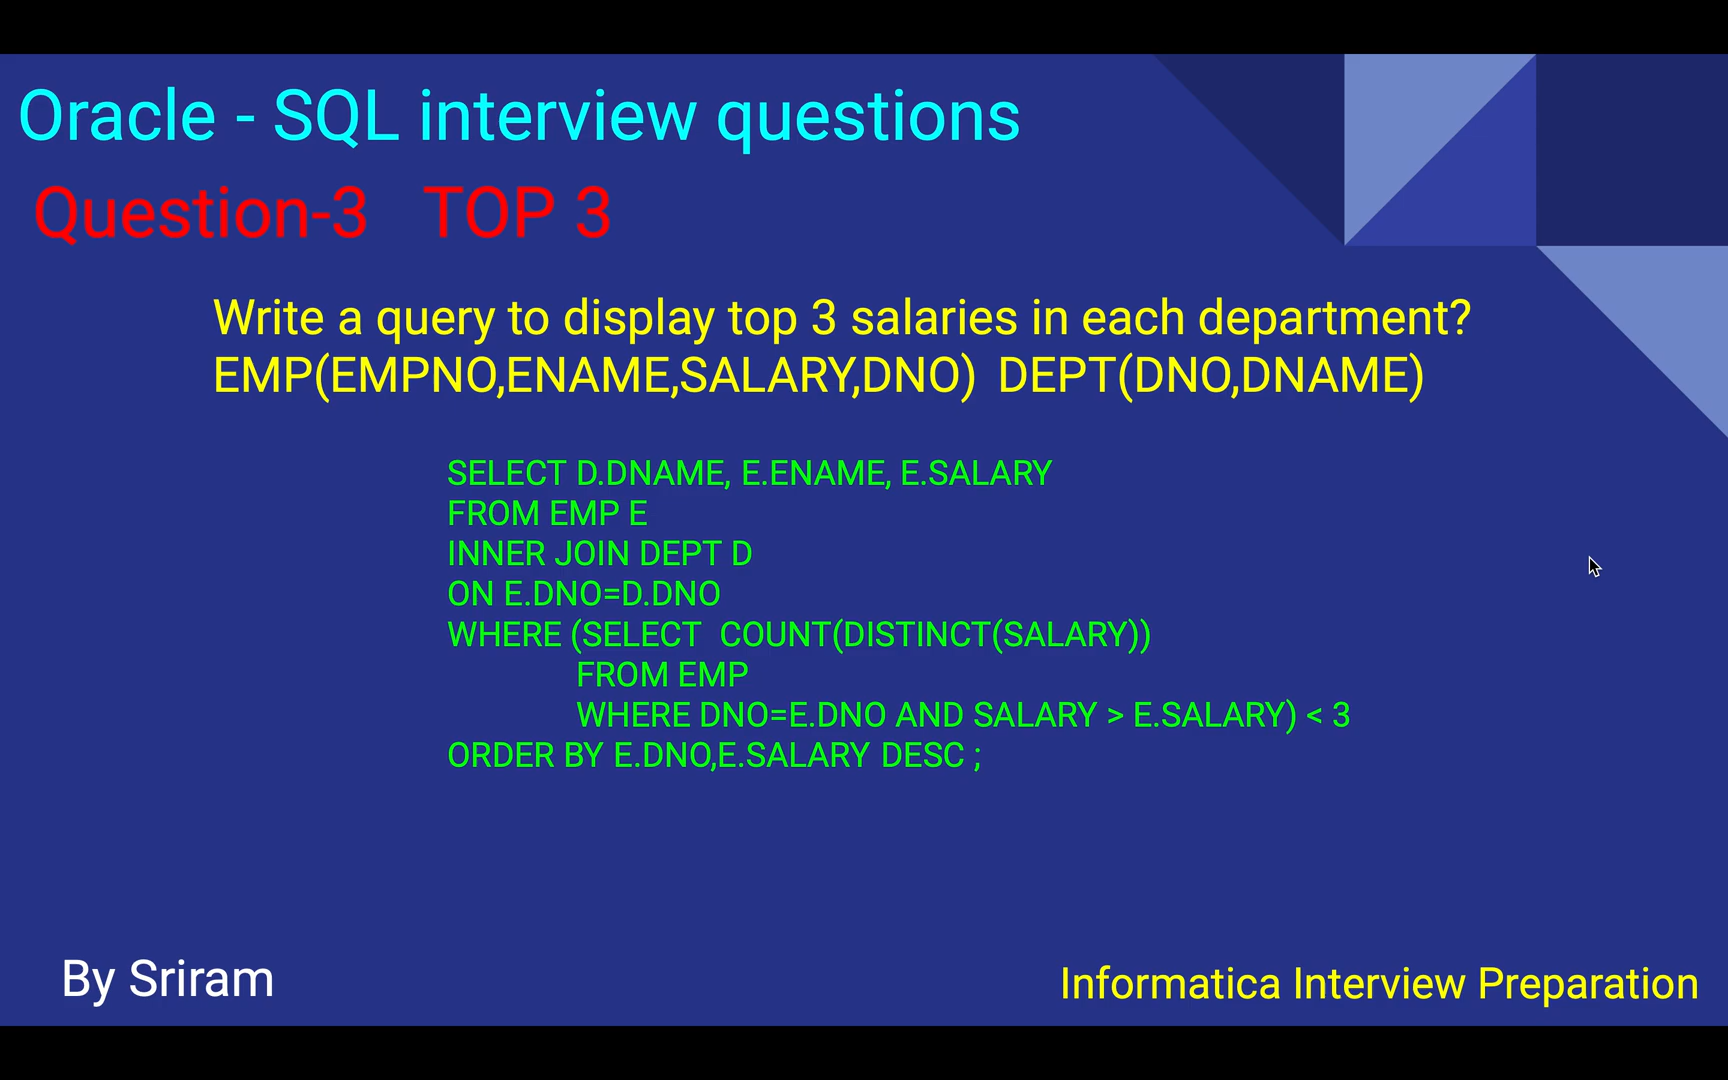 Oracle - SQL interview questions
Question-3 TOP 3
Write a query to display top 3 salaries in each department?
EMP(EMPNO,ENAME,SALARY,DNO) DEPT(DNO,DNAME)
SELECT D.DNAME, E.ENAME, E.SALARY
FROM EMP E
INNER JOIN DEPT D
ON E.DNO=D.DNO
WHERE (SELECT COUNT(DISTINCT(SALARY))
FROM EMP
WHERE DNO=E.DNO AND SALARY > E.SALARY) < 3
ORDER BY E.DNO,E.SALARY DESC ;
By Sriram
Informatica Interview Preparation